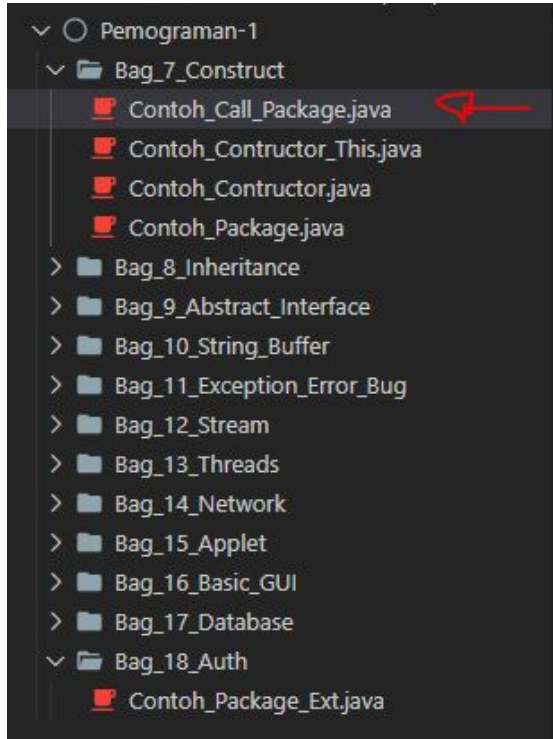 Pemograman-1
Bag_7_Construct
Contoh_Call_Package.java
Contoh_Contructor_This.java
Contoh_Contructor.java
Contoh_Package.java
Bag_8_Inheritance
Bag_9_Abstract_Interface
Bag_10_String_Buffer
Bag_11_Exception_Error_Bug
Bag_12_Stream
Bag_13_Threads
Bag_14_Network
Bag_15_Applet
Bag_16_Basic_GUI
Bag_17_Database
Bag_18_Auth
Contoh_Package_Ext.java